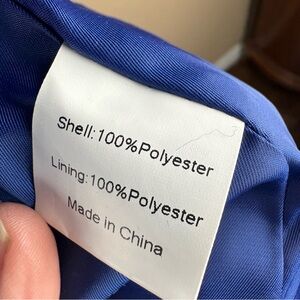 Shell:100%Polyester
Lining:100%Polyester
Made in China